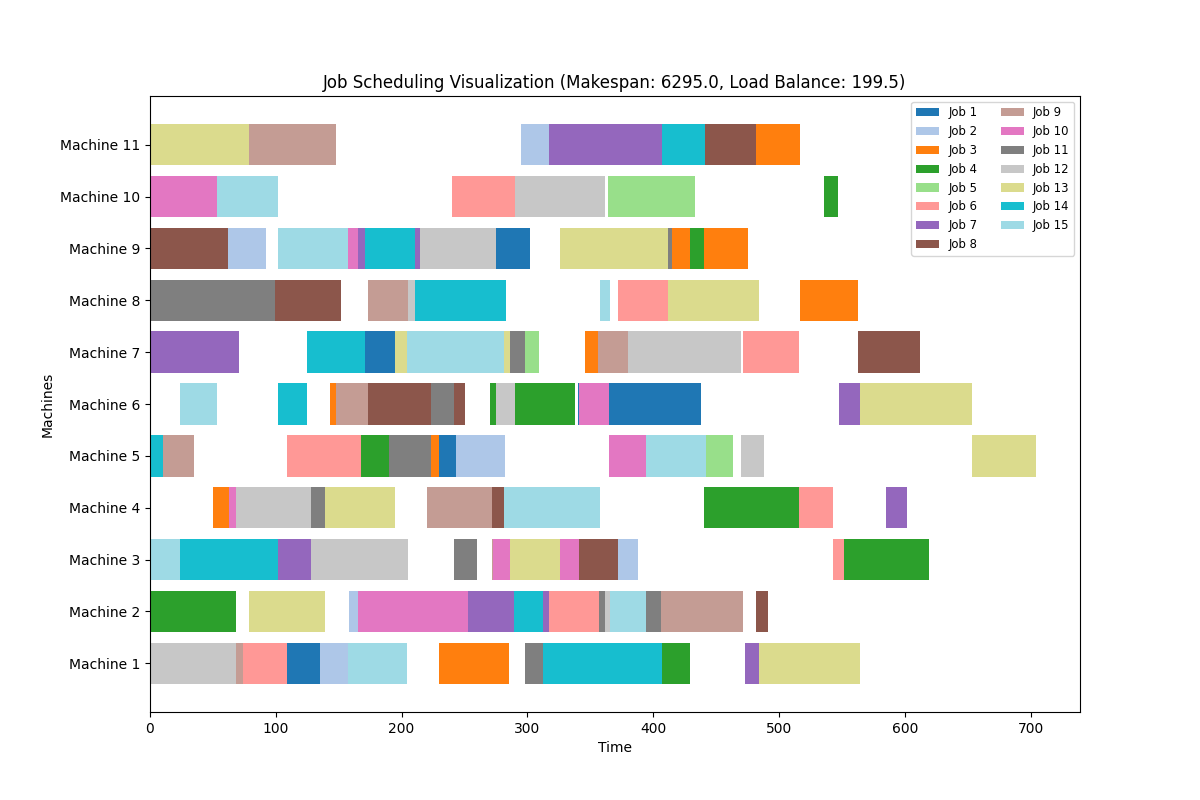 Job Scheduling Visualization (Makespan: 6295.0, Load Balance: 199.5)
Machines
Machine 11
Machine 10
Machine 9
Machine 8
Machine 7
Machine 6
Machine 5
Machine 4
Machine 3
Machine 2
Machine 1
0 100 200 300 400 500 600 700
Time
Job 1
Job 2
Job 3
Job 4
Job 5
Job 6
Job 7
Job 8
Job 9
Job 10
Job 11
Job 12
Job 13
Job 14
Job 15